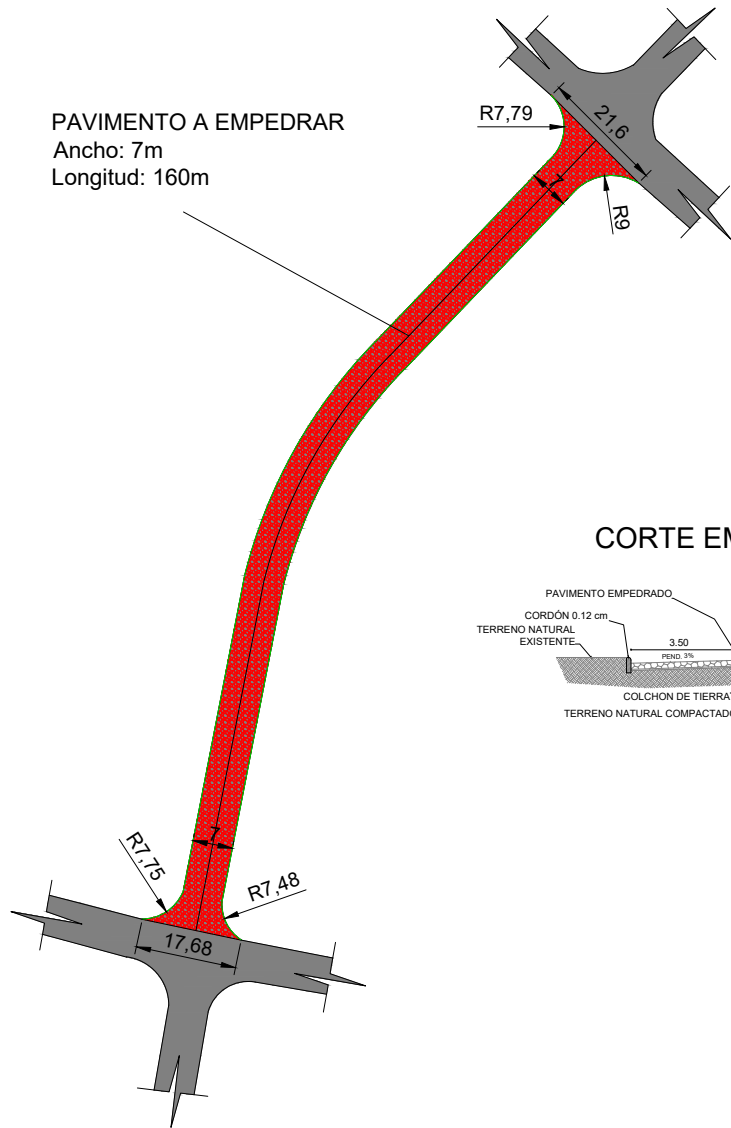 PAVIMENTO A EMPEDRAR
Ancho: 7m
Longitud: 160m
R7,79
21,6
7
R9
CORTE EM
PAVIMENTO EMPEDRADO
CORDÓN 0.12 cm
TERRENO NATURAL
EXISTENTE
3.50
PEND. 3%
COLCHON DE TIERRA
TERRENO NATURAL COMPACTADO
7
R7,75
R7,48
17,68